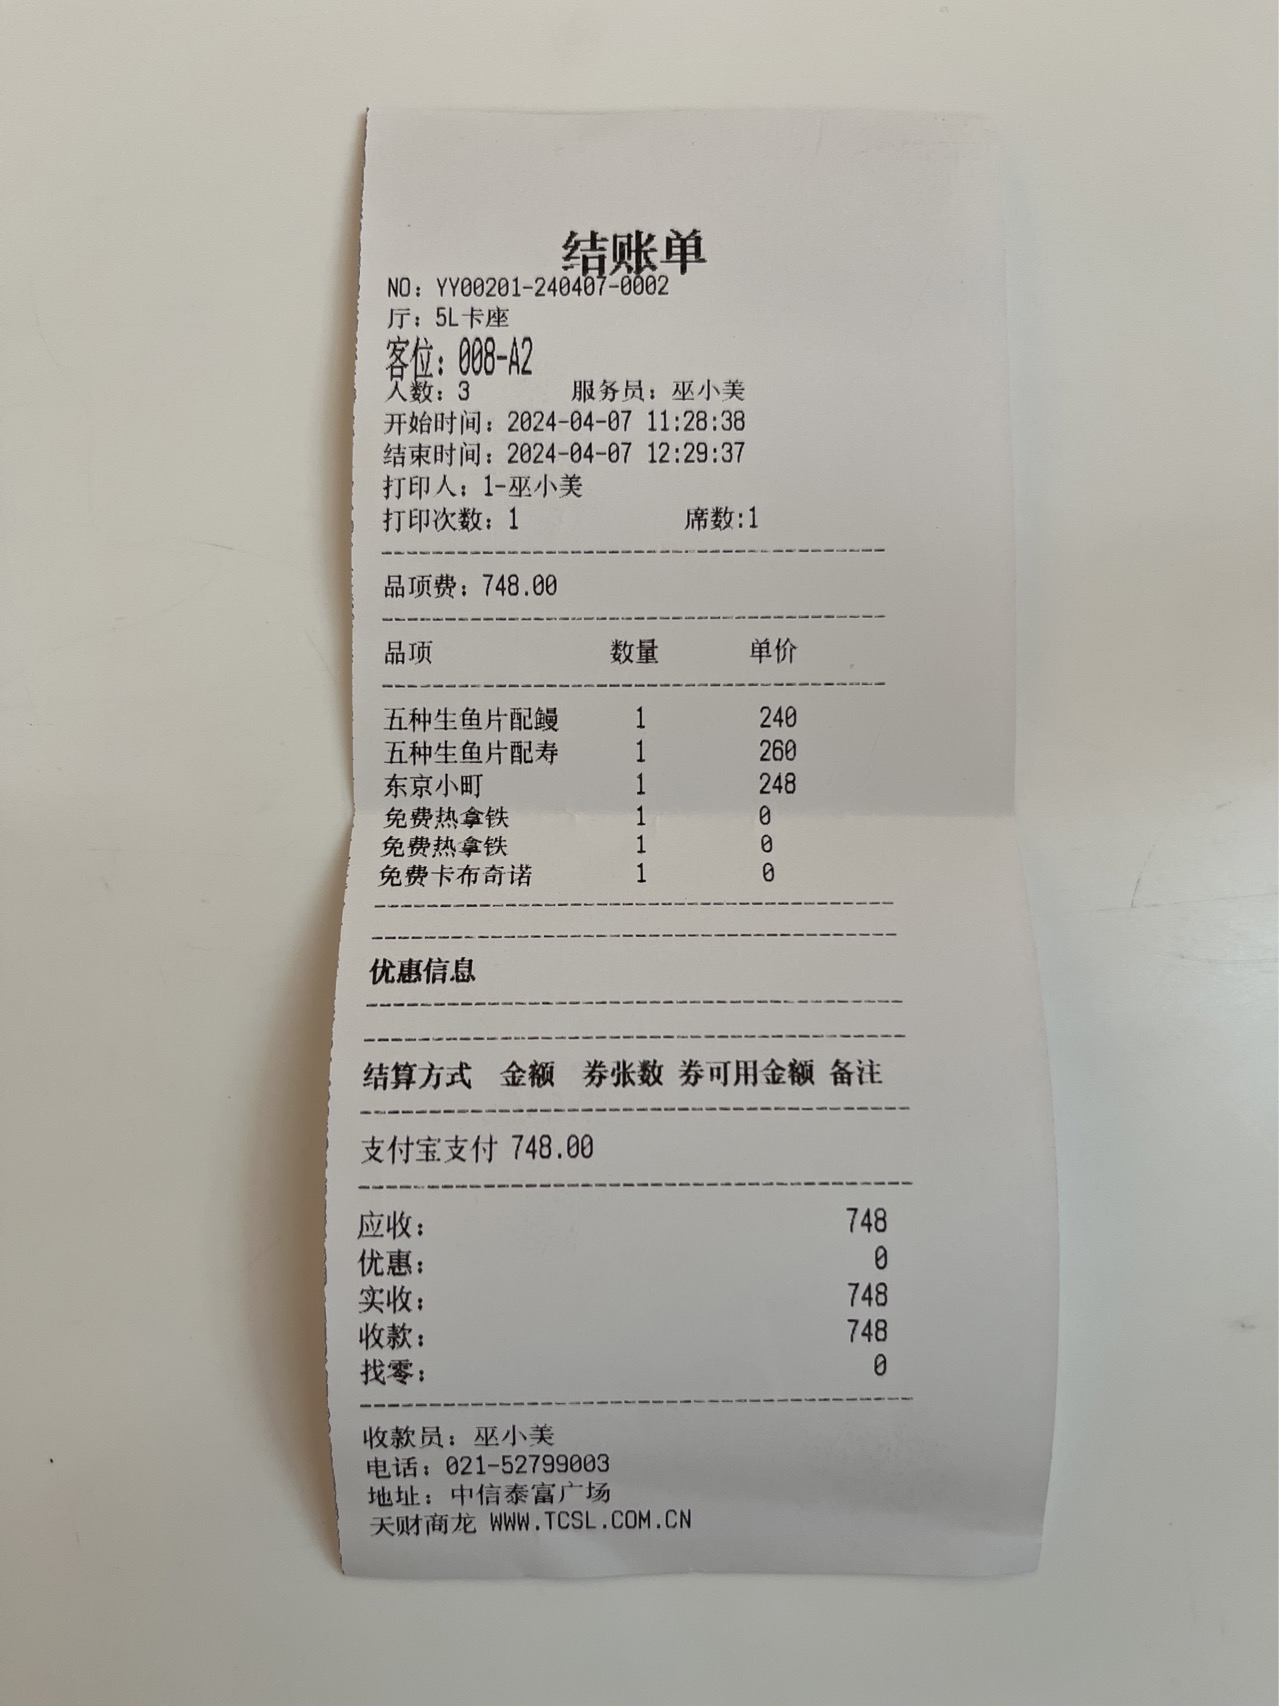 结账单
NO: YY00201-240407-0002
厅: 5L卡座
客位: 008-A2
人数: 3 服务员: 巫小美
开始时间: 2024-04-07 11:28:38
结束时间: 2024-04-07 12:29:37
打印人: 1-巫小美
打印次数: 1 席数:1
品项费: 748.00
品项 数量 单价
五种生鱼片配鳗 1 240
五种生鱼片配寿 1 260
东京小町 1 248
免费热拿铁 1 0
免费热拿铁 1 0
免费卡布奇诺 1 0
优惠信息
结算方式 金额 券张数 券可用金额 备注
支付宝支付 748.00
应收: 748
优惠: 0
实收: 748
收款: 748
找零: 0
收款员: 巫小美
电话: 021-52799003
地址: 中信泰富广场
天财商龙 WWW.TCSL.COM.CN